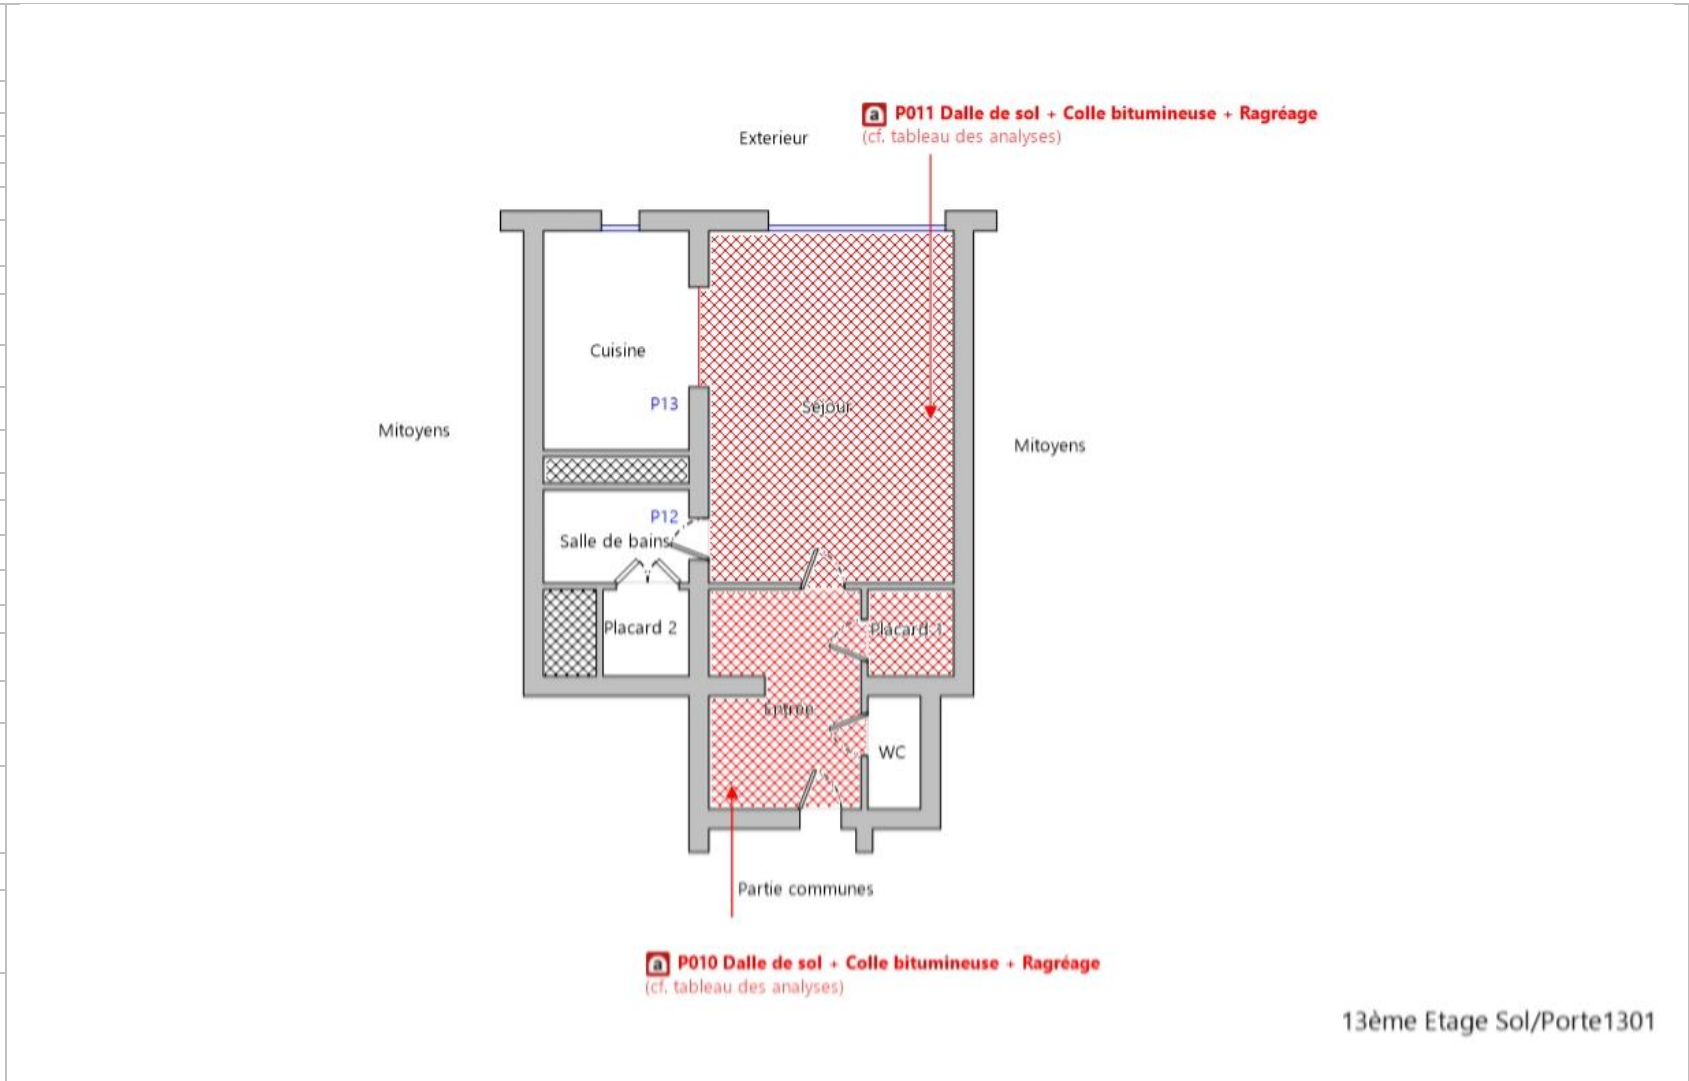 a P011 Dalle de sol + Colle bitumineuse + Ragréage
(cf. tableau des analyses)
Exterieur
Cuisine
P13
Séjour
Mitoyens
Mitoyens
P12
Salle de bains
Placard 2
Placard 1
Entrée
WC
Partie communes
a P010 Dalle de sol + Colle bitumineuse + Ragréage
(cf. tableau des analyses)
13ème Etage Sol/Porte1301